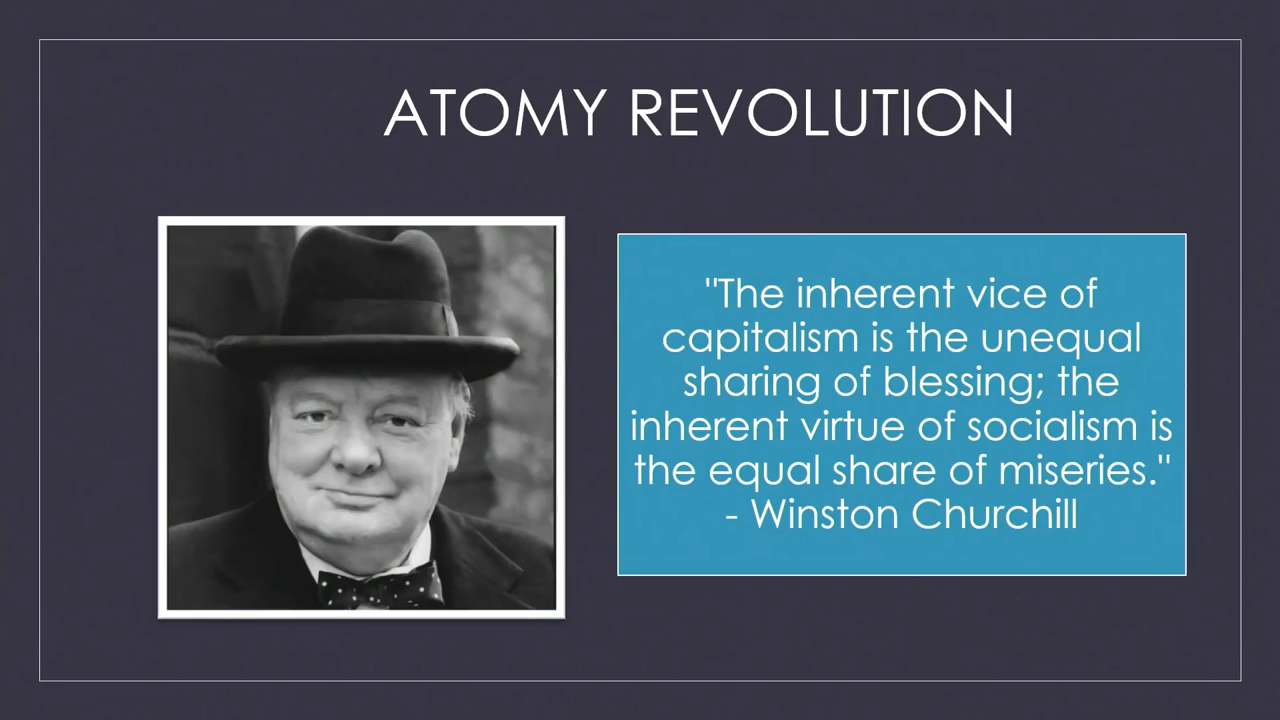 ATOMY REVOLUTION
"The inherent vice of
capitalism is the unequal
sharing of blessing; the
inherent virtue of socialism is
the equal share of miseries."
- Winston Churchill